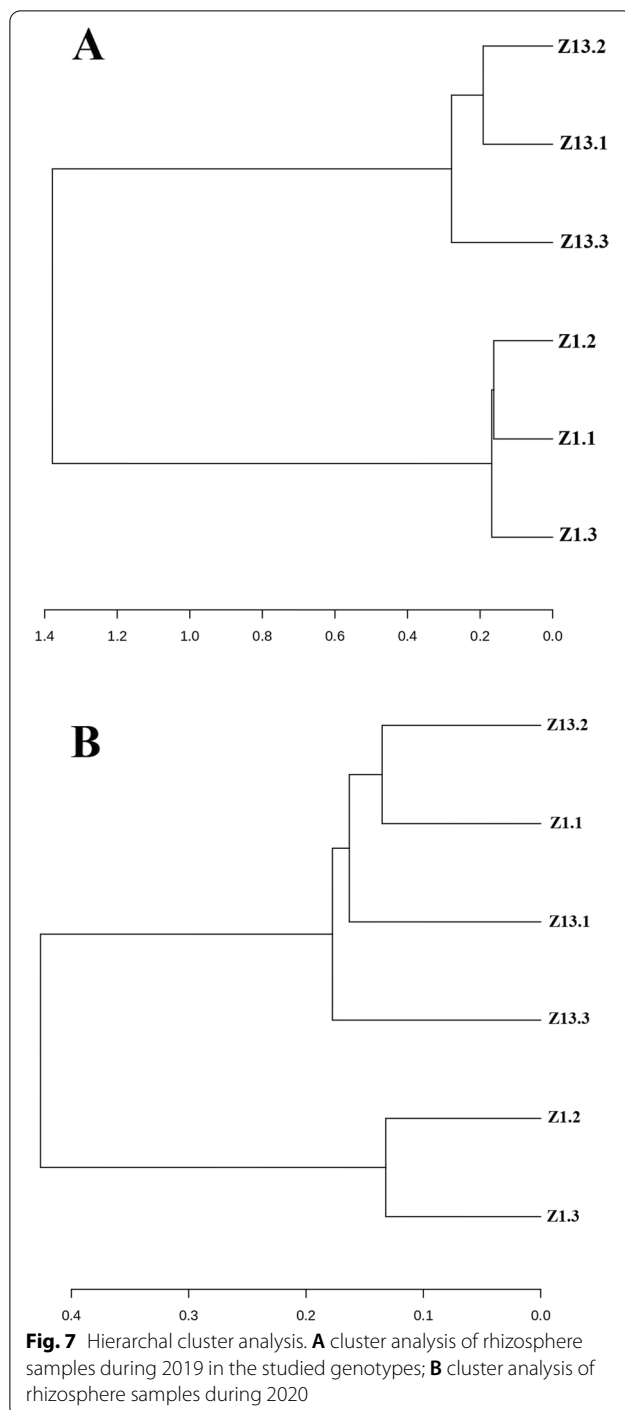 A
Z13.2
Z13.1
Z13.3
Z1.2
Z1.1
Z1.3
1.4 1.2 1.0 0.8 0.6 0.4 0.2 0.0
B
Z13.2
Z1.1
Z13.1
Z13.3
Z1.2
Z1.3
0.4 0.3 0.2 0.1 0.0
Fig. 7 Hierarchal cluster analysis. A cluster analysis of rhizosphere
samples during 2019 in the studied genotypes; B cluster analysis of
rhizosphere samples during 2020